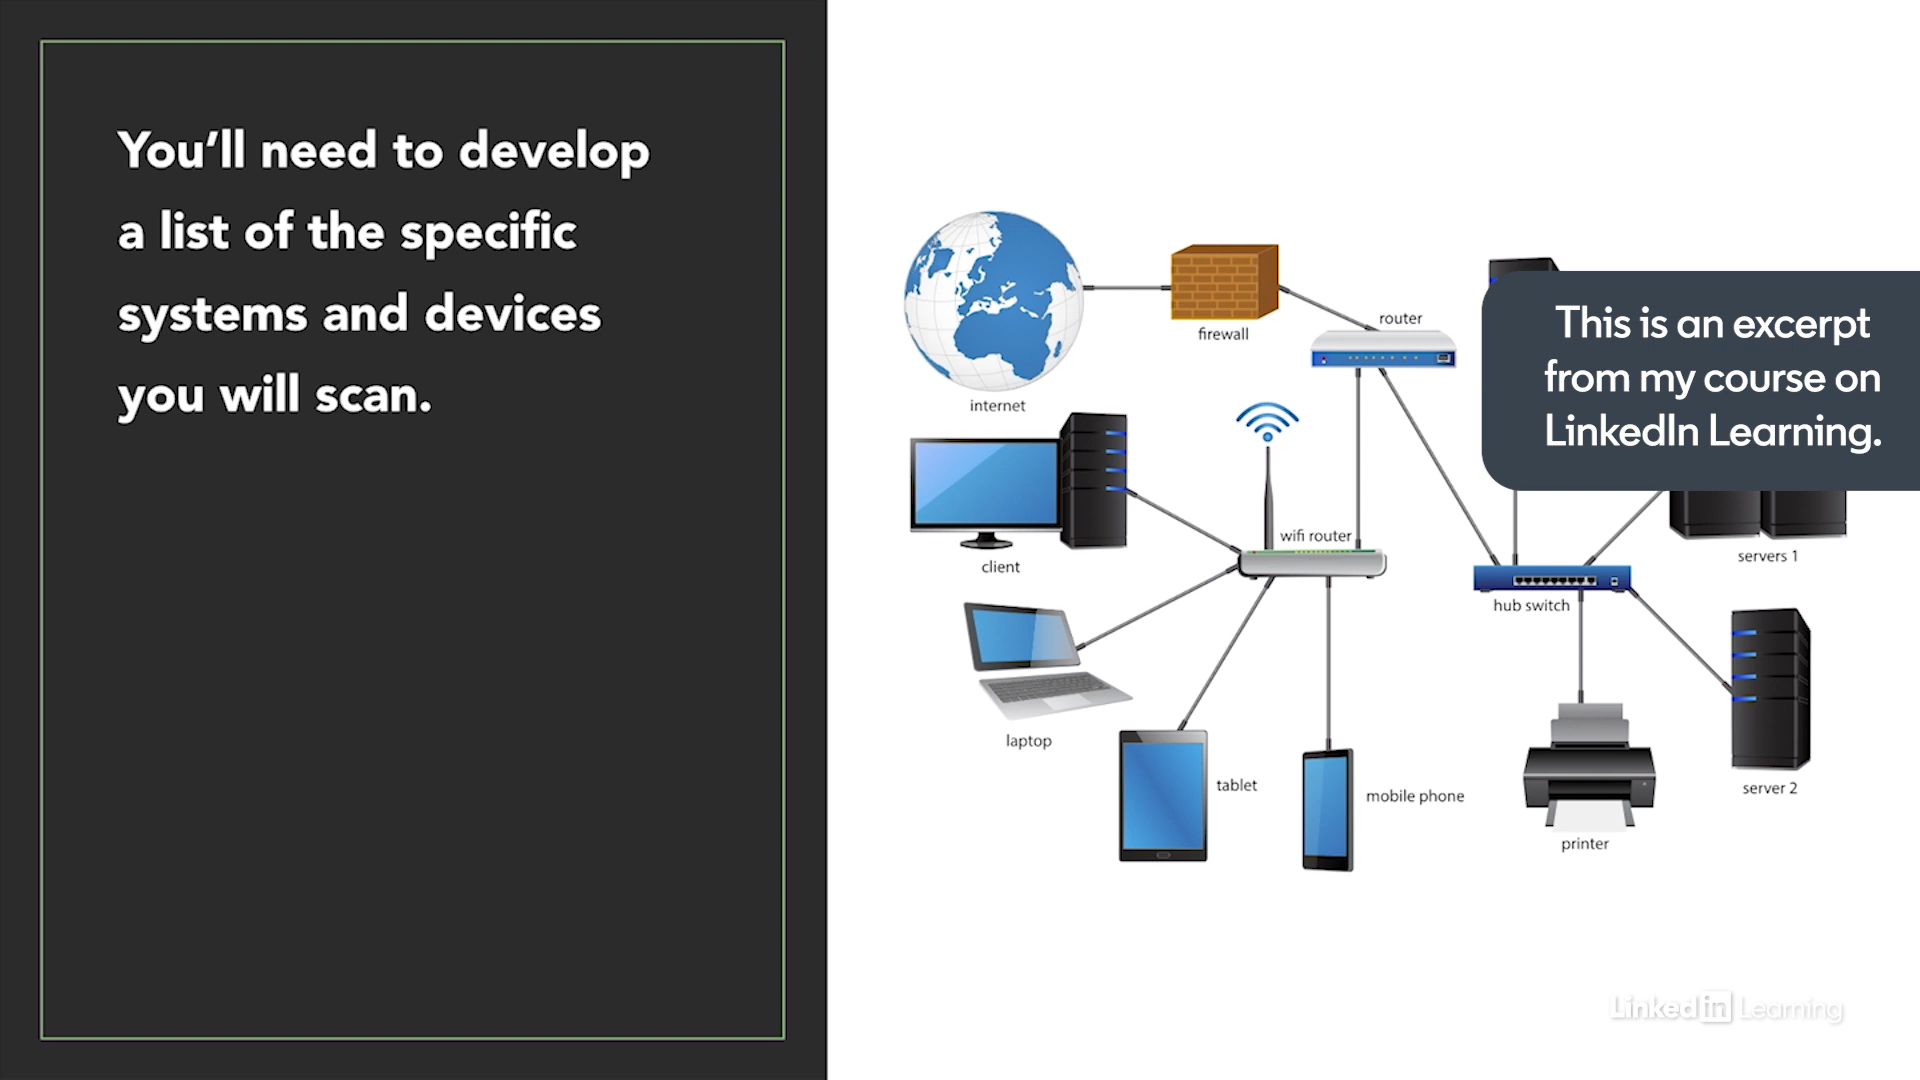 You'll need to develop
a list of the specific
systems and devices
you will scan.
internet
firewall
router
This is an excerpt
from my course on
LinkedIn Learning.
wifi router
client
servers 1
hub switch
laptop
tablet
mobile phone
server 2
printer
Linked in Learning